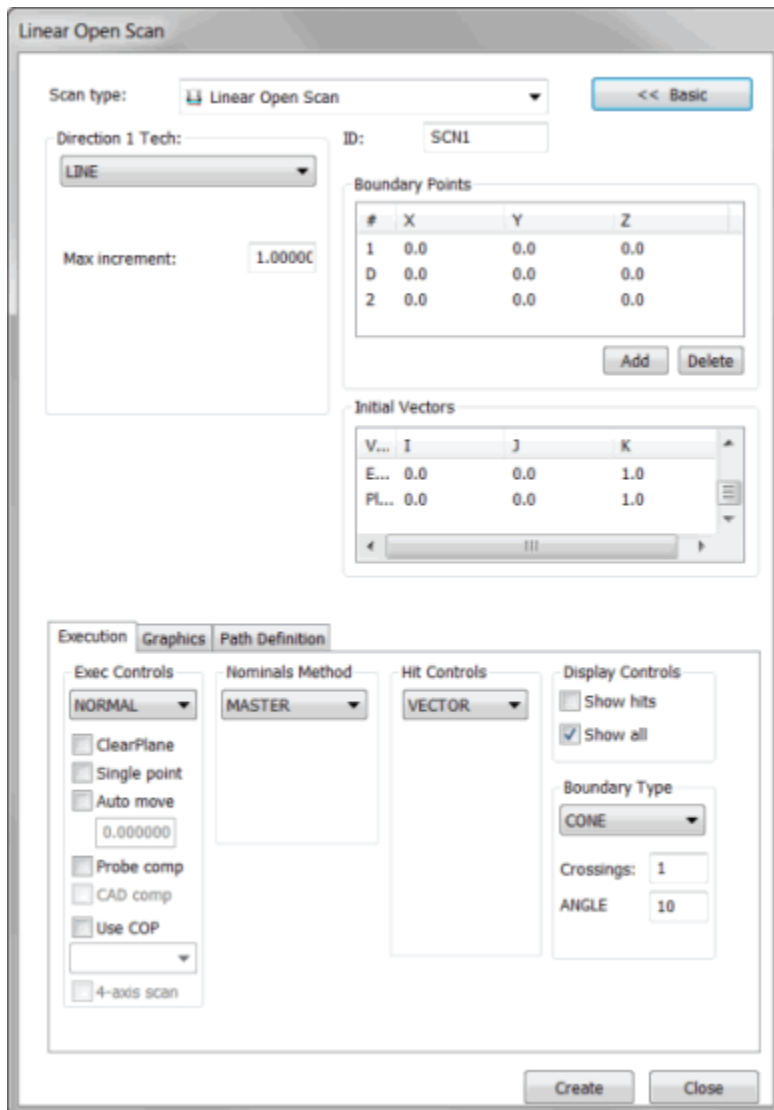 Linear Open Scan
Scan type: Linear Open Scan << Basic
Direction 1 Tech:
LINE
Max increment: 1.00000
ID: SCN1
Boundary Points
# X Y Z
1 0.0 0.0 0.0
D 0.0 0.0 0.0
2 0.0 0.0 0.0
Add Delete
Initial Vectors
V... I J K
E... 0.0 0.0 1.0
Pl... 0.0 0.0 1.0
Execution Graphics Path Definition
Exec Controls
NORMAL
ClearPlane
Single point
Auto move
0.000000
Probe comp
CAD comp
Use COP
4-axis scan
Nominals Method
MASTER
Hit Controls
VECTOR
Display Controls
Show hits
Show all
Boundary Type
CONE
Crossings: 1
ANGLE 10
Create Close